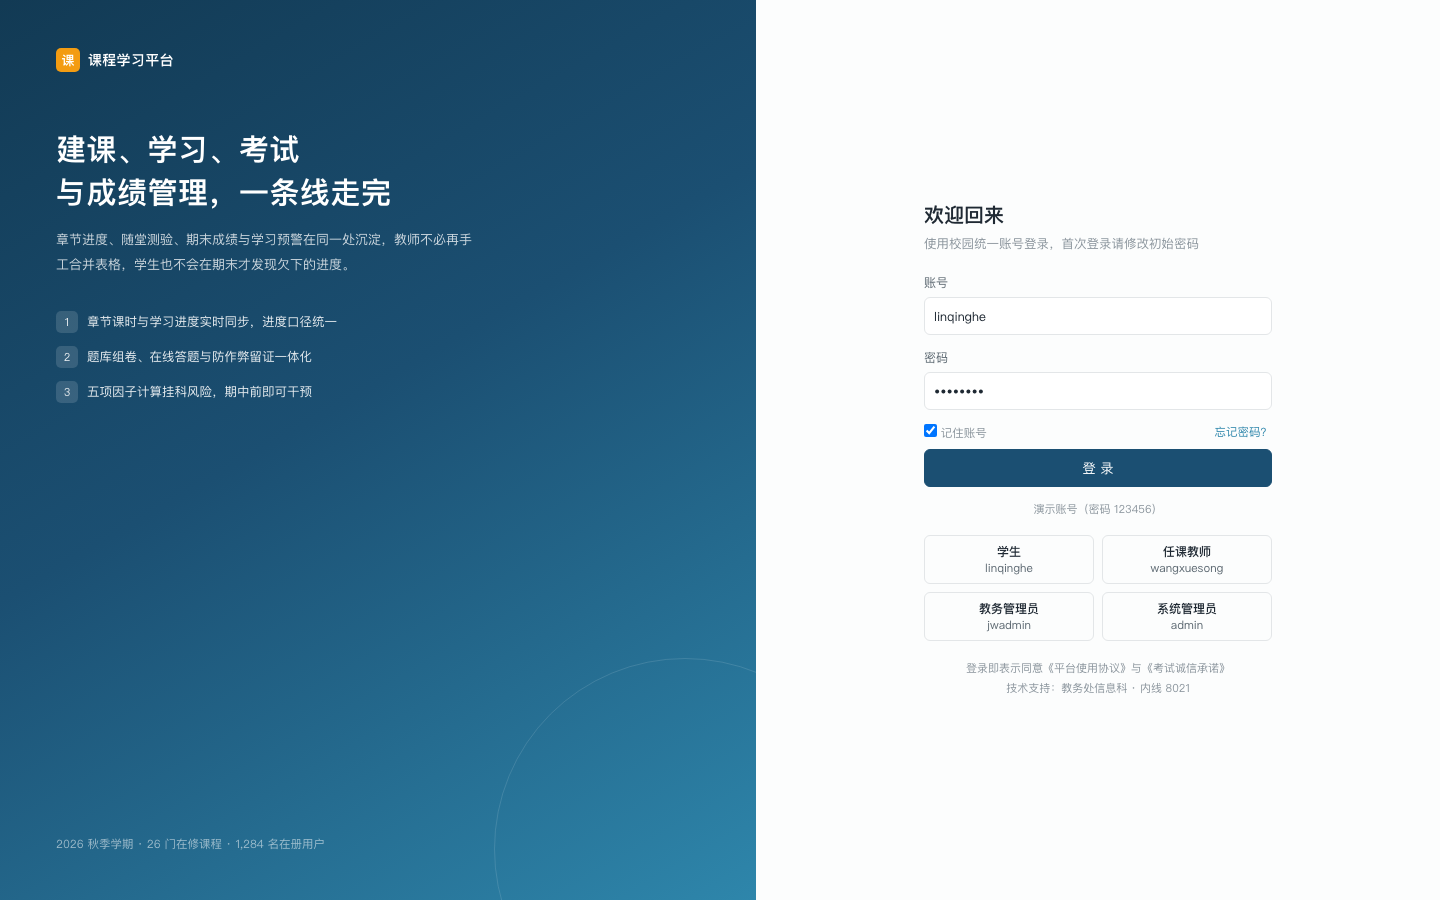 课 课程学习平台
建课、学习、考试
与成绩管理，一条线走完
章节进度、随堂测验、期末成绩与学习预警在同一处沉淀，教师不必再手
工合并表格，学生也不会在期末才发现欠下的进度。
1 章节课时与学习进度实时同步，进度口径统一
2 题库组卷、在线答题与防作弊留证一体化
3 五项因子计算挂科风险，期中前即可干预
2026 秋季学期 · 26 门在修课程 · 1,284 名在册用户
欢迎回来
使用校园统一账号登录，首次登录请修改初始密码
账号
linqinghe
密码
••••••••
记住账号 忘记密码?
登 录
演示账号（密码 123456）
学生
linqinghe
任课教师
wangxuesong
教务管理员
jwadmin
系统管理员
admin
登录即表示同意《平台使用协议》与《考试诚信承诺》
技术支持：教务处信息科 · 内线 8021